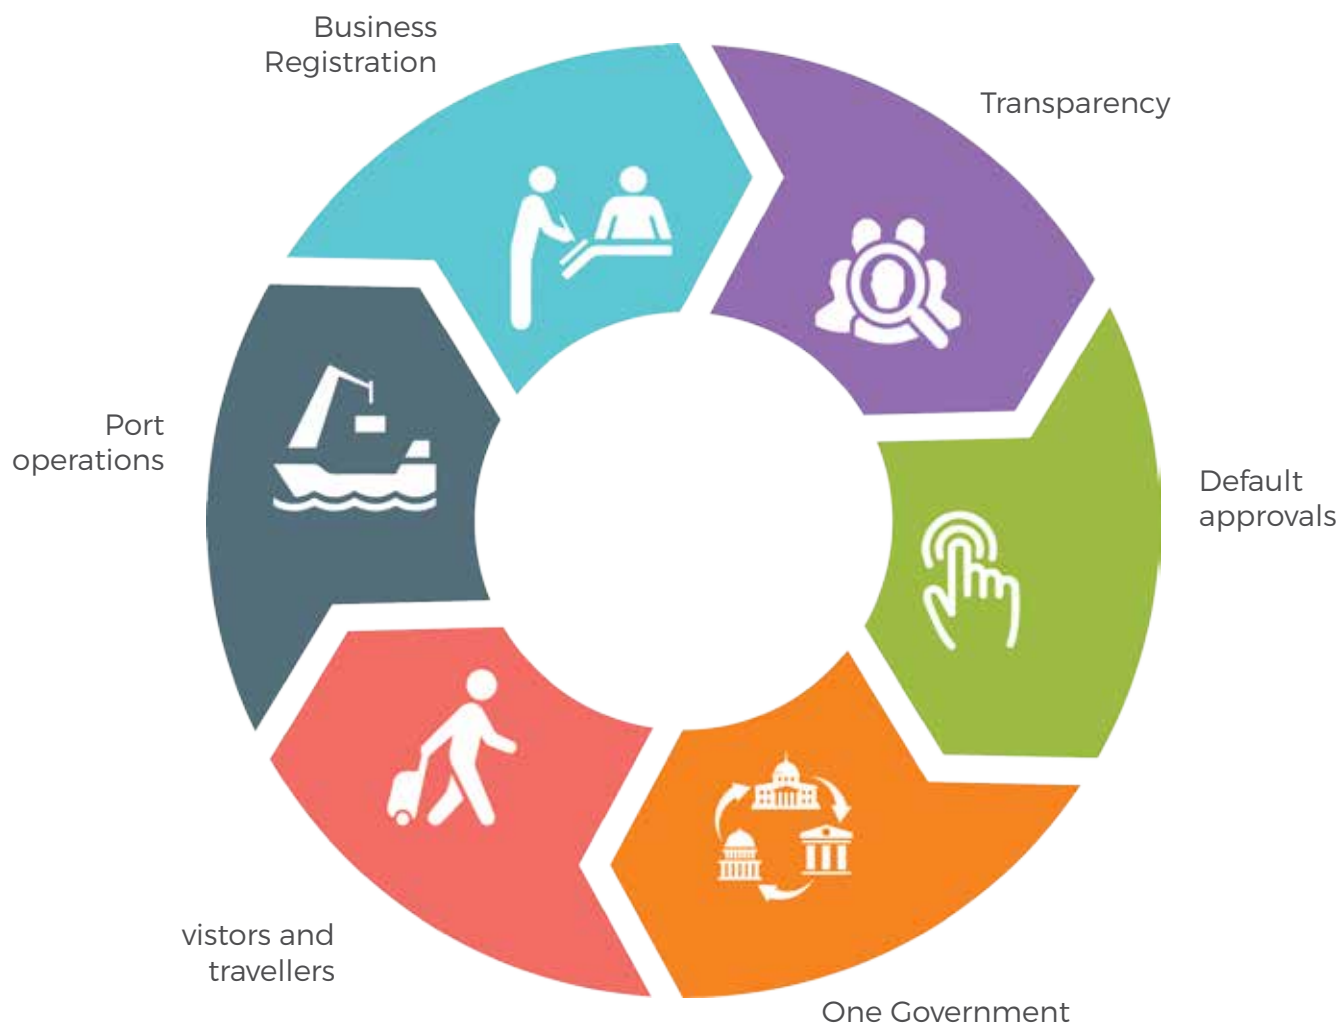 Business
Registration
Transparency
Default
approvals
One Government
vistors and
travellers
Port
operations